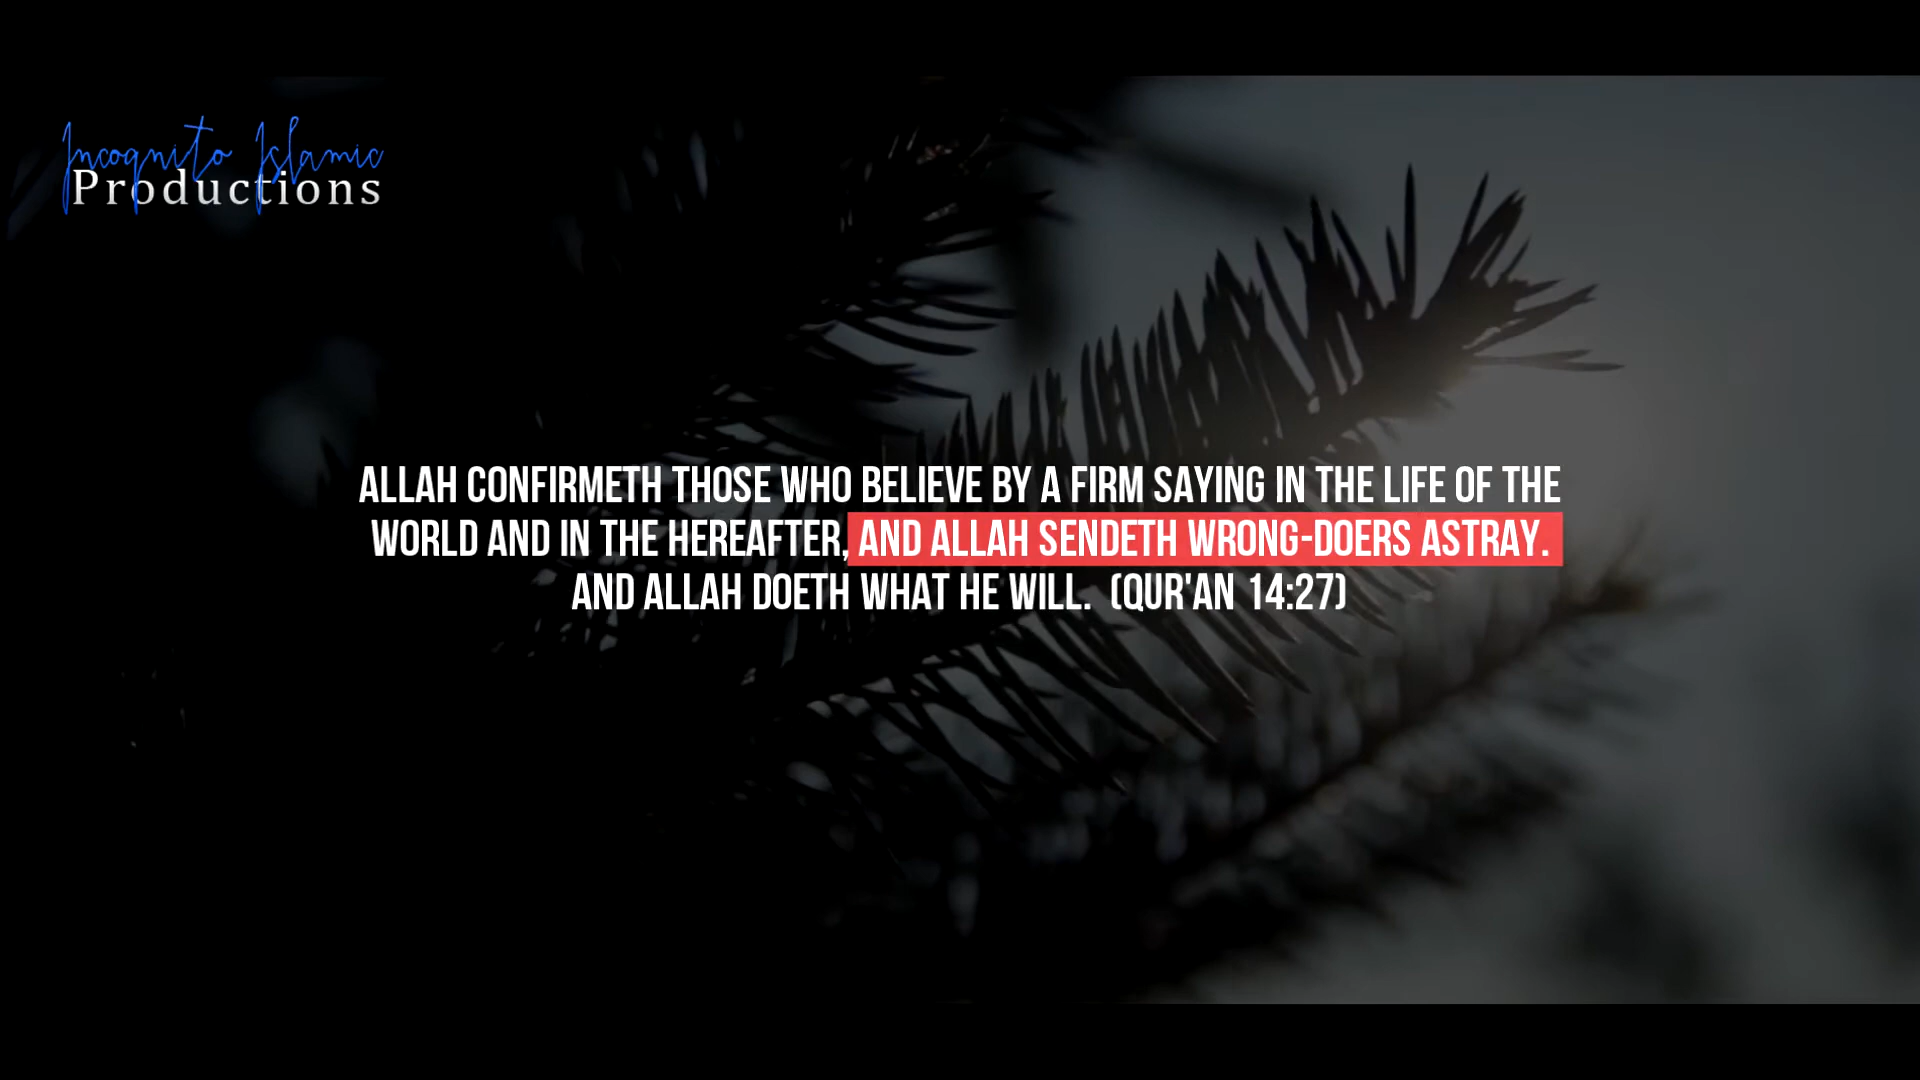 Incognito Islamic
Productions
ALLAH CONFIRMETH THOSE WHO BELIEVE BY A FIRM SAYING IN THE LIFE OF THE
WORLD AND IN THE HEREAFTER, AND ALLAH SENDETH WRONG-DOERS ASTRAY.
AND ALLAH DOETH WHAT HE WILL. (QUR'AN 14:27)